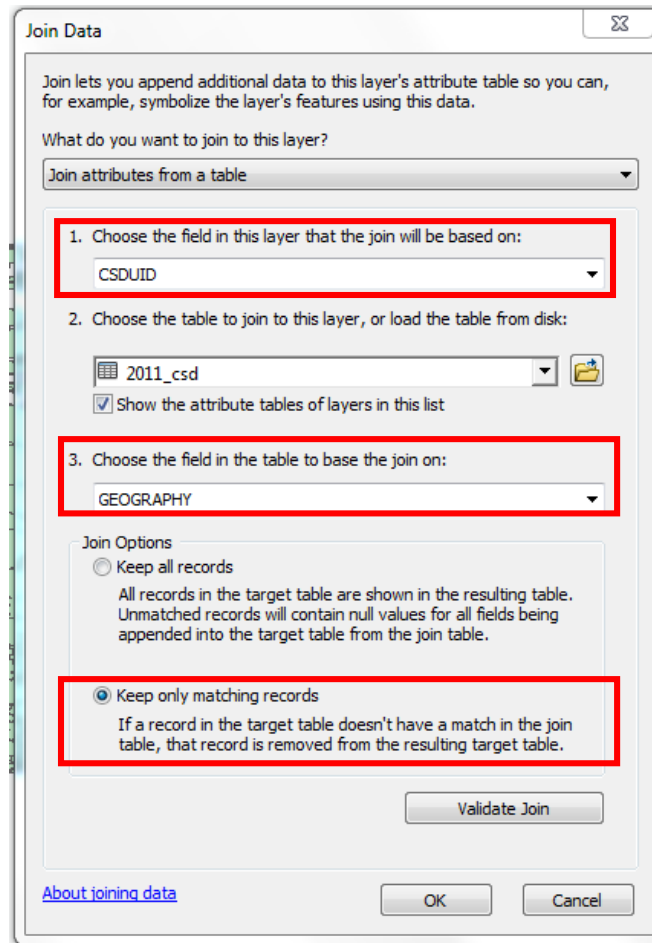 Join Data
Join lets you append additional data to this layer's attribute table so you can,
for example, symbolize the layer's features using this data.
What do you want to join to this layer?
Join attributes from a table
1. Choose the field in this layer that the join will be based on:
CSDUID
2. Choose the table to join to this layer, or load the table from disk:
2011_csd
Show the attribute tables of layers in this list
3. Choose the field in the table to base the join on:
GEOGRAPHY
Join Options
Keep all records
All records in the target table are shown in the resulting table.
Unmatched records will contain null values for all fields being
appended into the target table from the join table.
Keep only matching records
If a record in the target table doesn't have a match in the join
table, that record is removed from the resulting target table.
Validate Join
About joining data
OK
Cancel